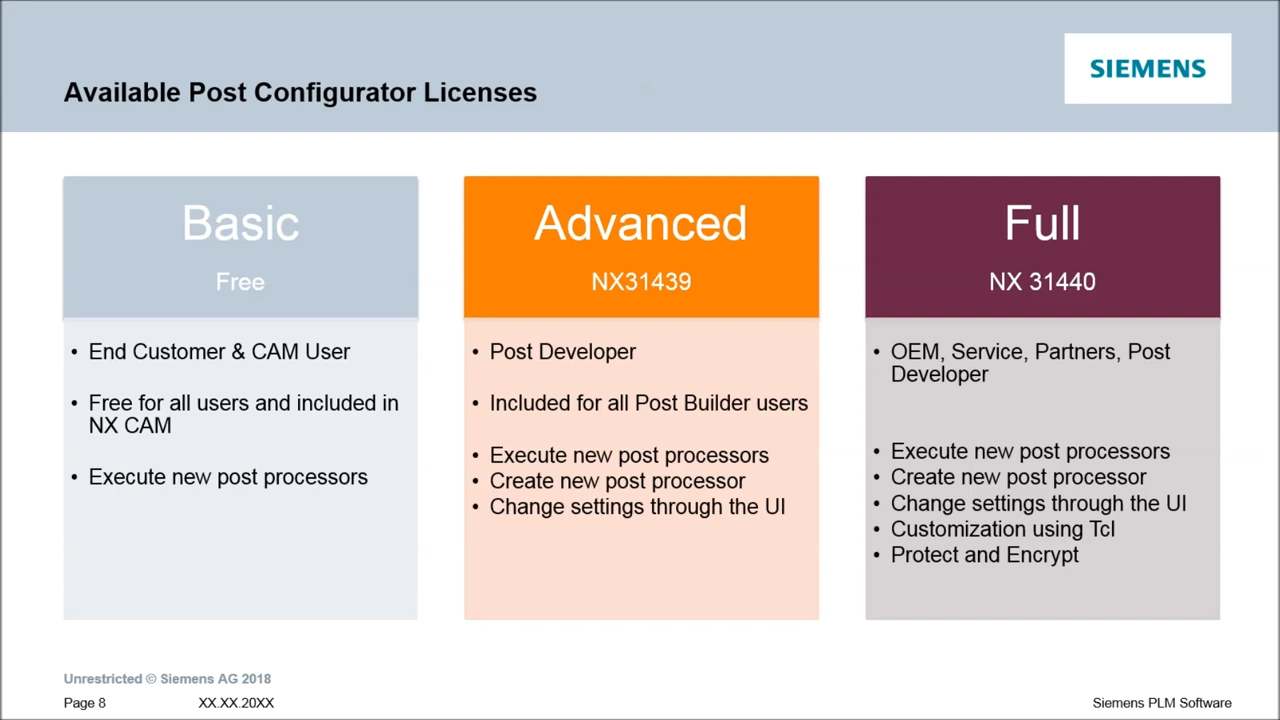 SIEMENS
Available Post Configurator Licenses
Basic
Free
• End Customer & CAM User
• Free for all users and included in
NX CAM
• Execute new post processors
Advanced
NX31439
• Post Developer
• Included for all Post Builder users
• Execute new post processors
• Create new post processor
• Change settings through the UI
Full
NX 31440
• OEM, Service, Partners, Post
Developer
• Execute new post processors
• Create new post processor
• Change settings through the UI
• Customization using Tcl
• Protect and Encrypt
Unrestricted © Siemens AG 2018
Page 8 XX.XX.20XX Siemens PLM Software